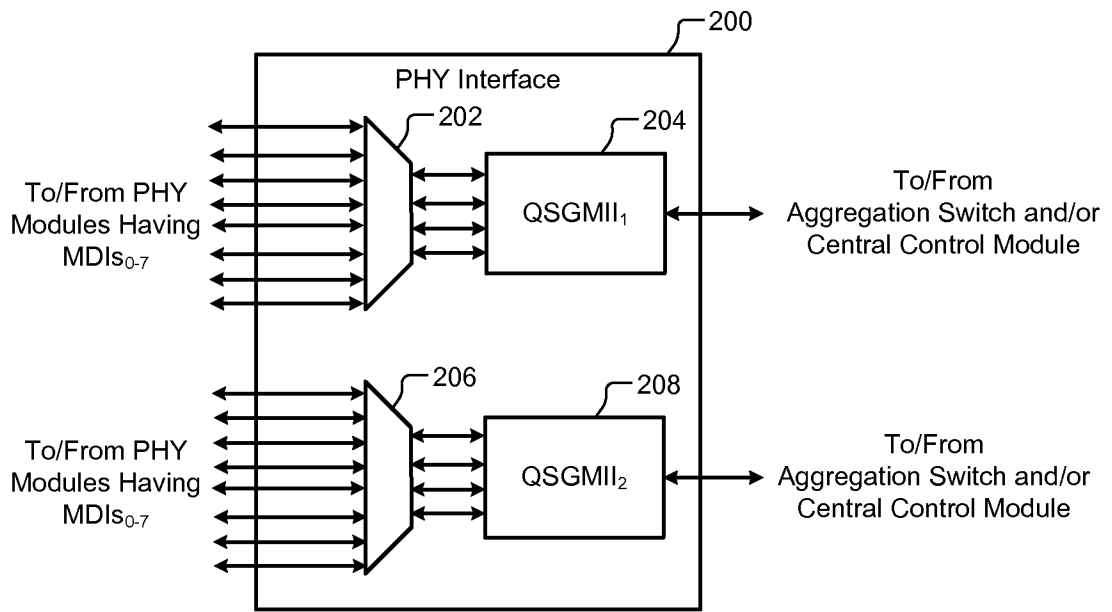 200
PHY Interface
202
204
To/From PHY
Modules Having
MDIs0-7
QSGMII1
To/From
Aggregation Switch and/or
Central Control Module
206
208
To/From PHY
Modules Having
MDIs0-7
QSGMII2
To/From
Aggregation Switch and/or
Central Control Module